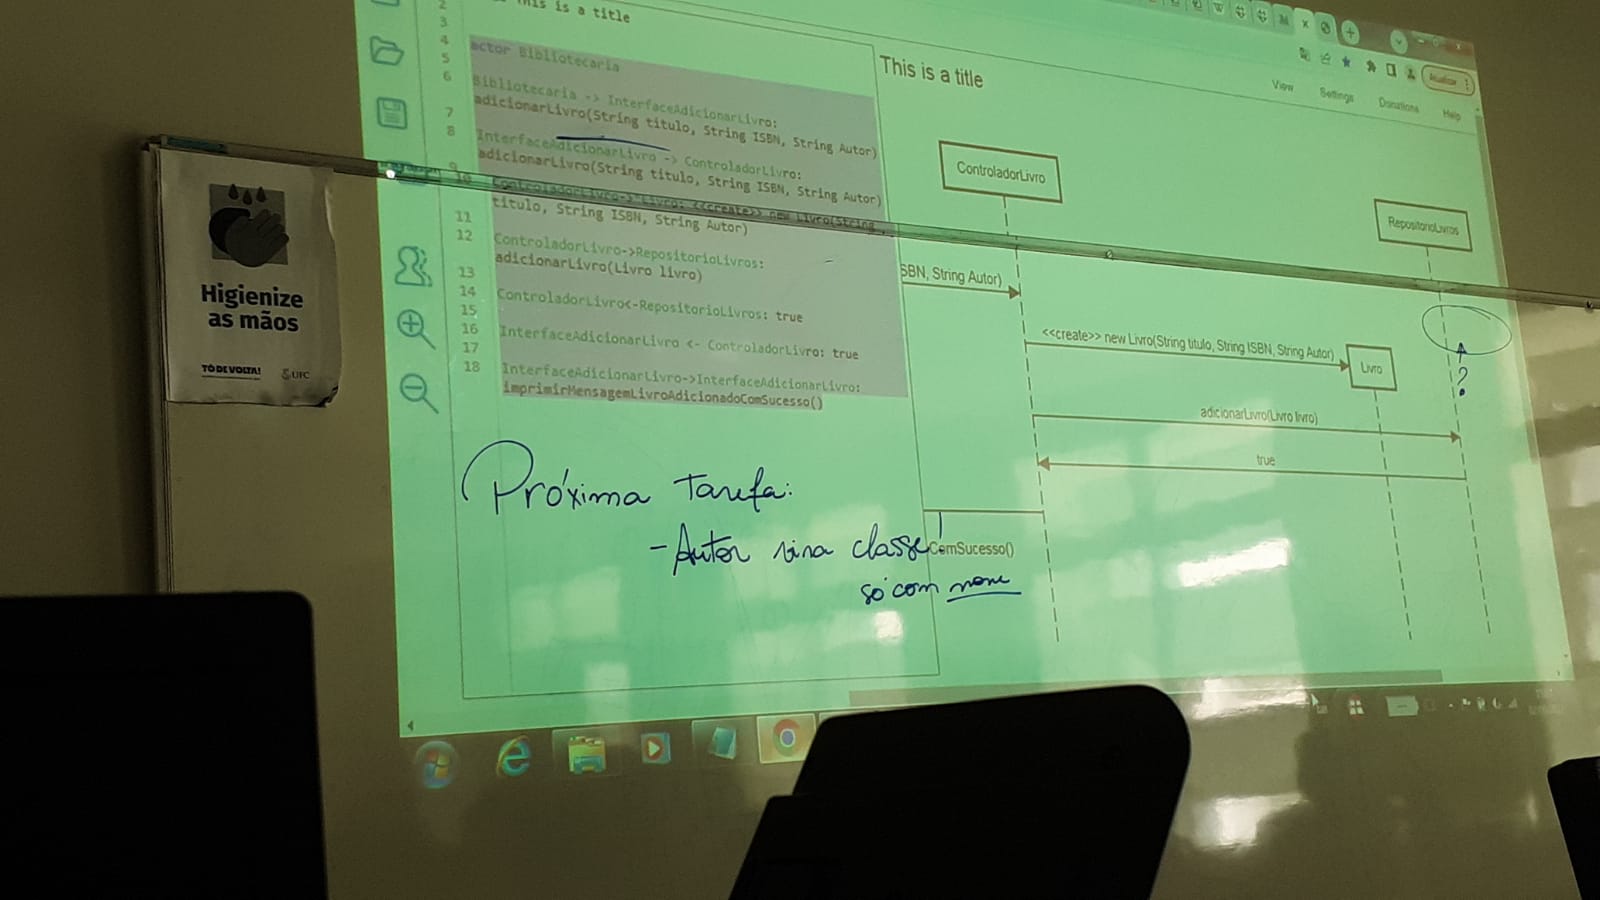 This is a title
2
3
4
5
6
7
8
9
10
11
12
13
14
15
16
17
18
actor Bibliotecaria
Bibliotecaria -> InterfaceAdicionarLivro:
adicionarLivro(String titulo, String ISBN, String Autor)
InterfaceAdicionarLivro -> ControladorLivro:
adicionarLivro(String titulo, String ISBN, String Autor)
ControladorLivro->*Livro: <<create>> new Livro(String
titulo, String ISBN, String Autor)
ControladorLivro->RepositorioLivros:
adicionarLivro(Livro livro)
ControladorLivro<-RepositorioLivros: true
InterfaceAdicionarLivro <- ControladorLivro: true
InterfaceAdicionarLivro->InterfaceAdicionarLivro:
imprimirMensagemLivroAdicionadoComSucesso()
This is a title
Atualizar
View
Settings
Donations
Help
ControladorLivro
RepositorioLivros
SBN, String Autor)
<<create>> new Livro(String titulo, String ISBN, String Autor)
Livro
?
adicionarLivro(Livro livro)
true
ComSucesso()
Próxima tarefa:
- Autor vira classe
só com nome
Higienize
as mãos
TÔ DE VOLTA!
UFC